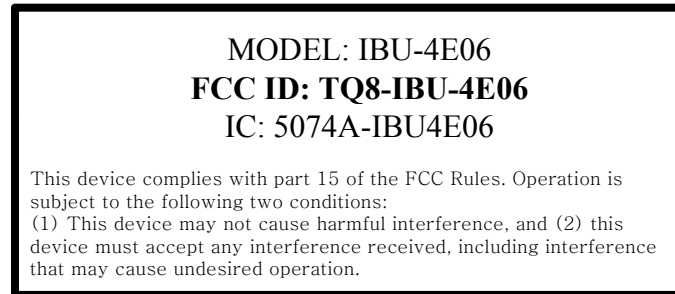 MODEL: IBU-4E06
FCC ID: TQ8-IBU-4E06
IC: 5074A-IBU4E06
This device complies with part 15 of the FCC Rules. Operation is
subject to the following two conditions:
(1) This device may not cause harmful interference, and (2) this
device must accept any interference received, including interference
that may cause undesired operation.